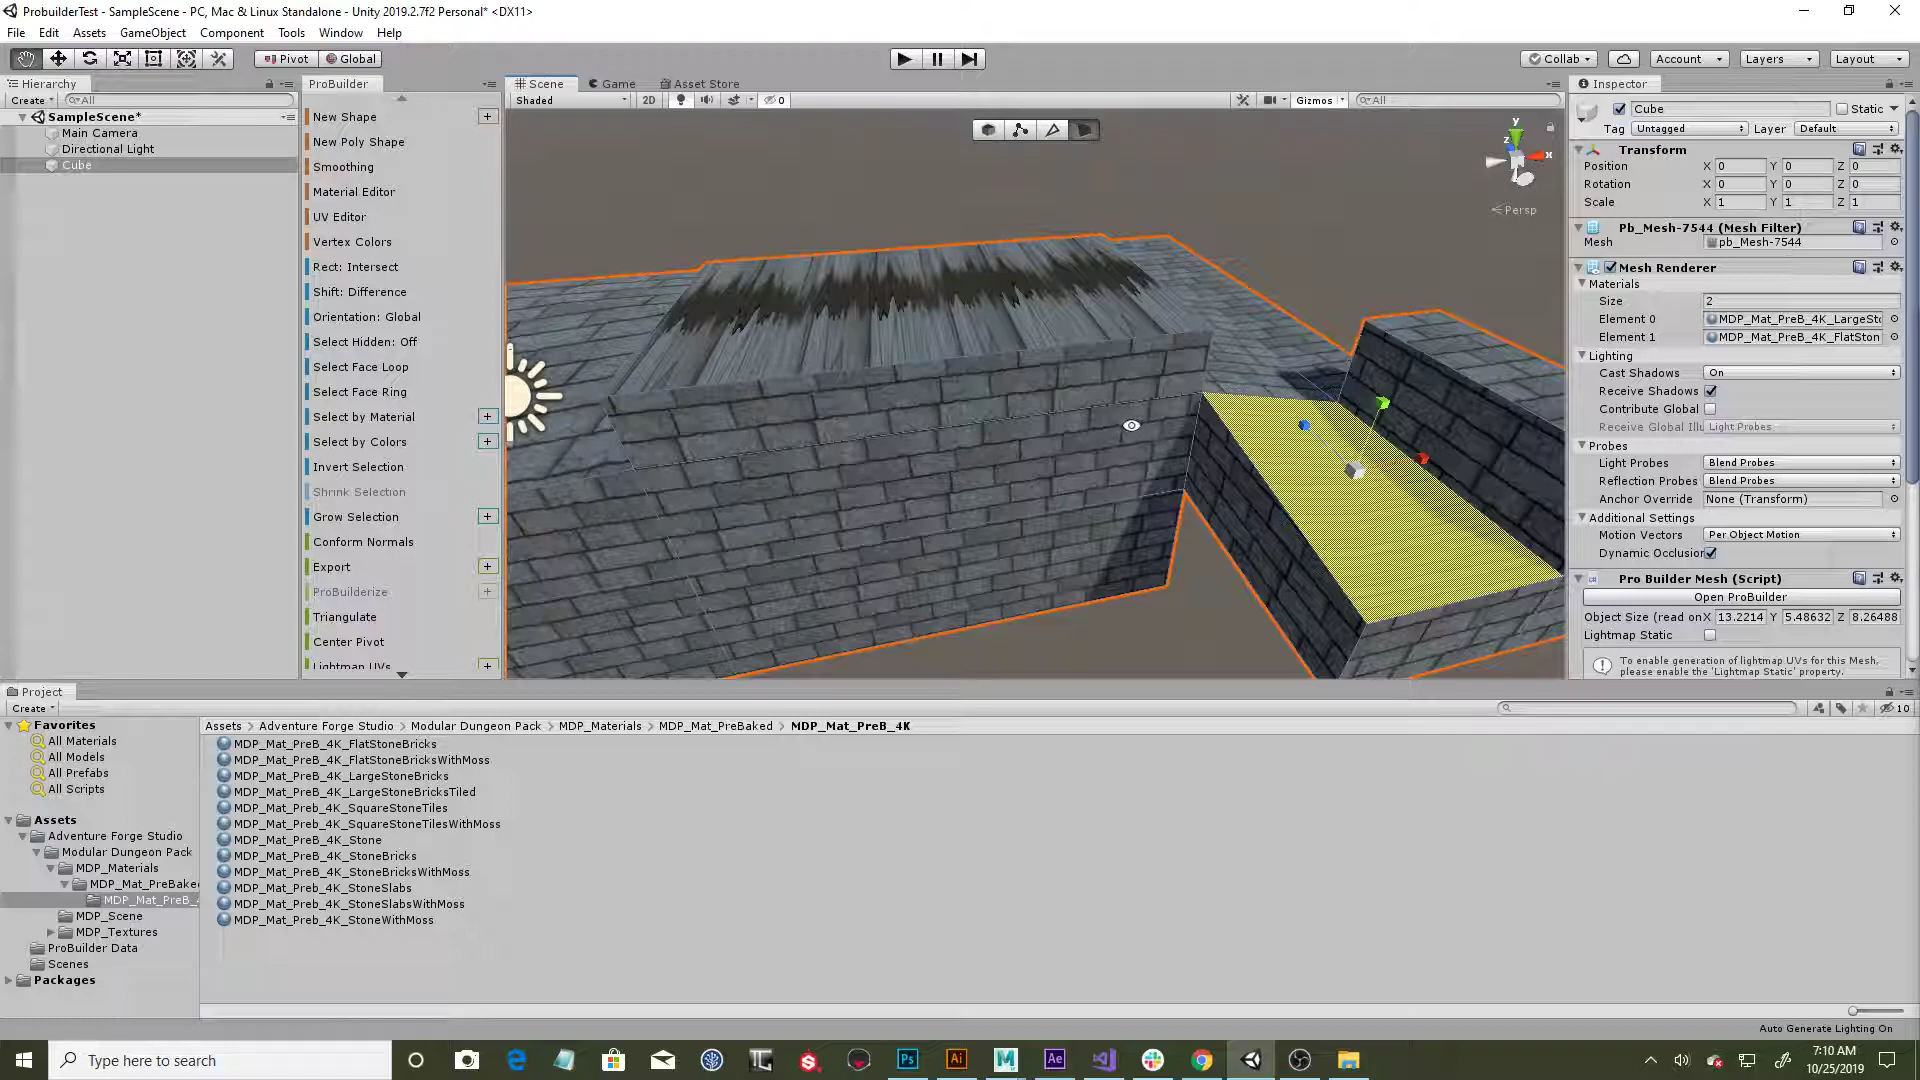 ProbuilderTest - SampleScene - PC, Mac & Linux Standalone - Unity 2019.2.7f2 Personal* <DX11>
File Edit Assets GameObject Component Tools Window Help
Pivot Global Collab Account Layers Layout
Hierarchy
Create All
SampleScene*
Main Camera
Directional Light
Cube
ProBuilder
New Shape
New Poly Shape
Smoothing
Material Editor
UV Editor
Vertex Colors
Rect: Intersect
Shift: Difference
Orientation: Global
Select Hidden: Off
Select Face Loop
Select Face Ring
Select by Material
Select by Colors
Invert Selection
Shrink Selection
Grow Selection
Conform Normals
Export
ProBuilderize
Triangulate
Center Pivot
Lightmap UVs
Scene Game Asset Store
Shaded 2D 0 Gizmos All
y
z x
Persp
Inspector
Cube Static
Tag Untagged Layer Default
Transform
Position X 0 Y 0 Z 0
Rotation X 0 Y 0 Z 0
Scale X 1 Y 1 Z 1
Pb_Mesh-7544 (Mesh Filter)
Mesh pb_Mesh-7544
Mesh Renderer
Materials
Size 2
Element 0 MDP_Mat_PreB_4K_LargeSto
Element 1 MDP_Mat_PreB_4K_FlatSton
Lighting
Cast Shadows On
Receive Shadows
Contribute Global
Receive Global Illu Light Probes
Probes
Light Probes Blend Probes
Reflection Probes Blend Probes
Anchor Override None (Transform)
Additional Settings
Motion Vectors Per Object Motion
Dynamic Occlusion
Pro Builder Mesh (Script)
Open ProBuilder
Object Size (read on X 13.2214 Y 5.48632 Z 8.26488
Lightmap Static
To enable generation of lightmap UVs for this Mesh,
please enable the 'Lightmap Static' property.
Project
Create 10
Favorites
All Materials
All Models
All Prefabs
All Scripts
Assets
Adventure Forge Studio
Modular Dungeon Pack
MDP_Materials
MDP_Mat_PreBaked
MDP_Mat_PreB_4
MDP_Scene
MDP_Textures
ProBuilder Data
Scenes
Packages
Assets > Adventure Forge Studio > Modular Dungeon Pack > MDP_Materials > MDP_Mat_PreBaked > MDP_Mat_PreB_4K
MDP_Mat_PreB_4K_FlatStoneBricks
MDP_Mat_PreB_4K_FlatStoneBricksWithMoss
MDP_Mat_PreB_4K_LargeStoneBricks
MDP_Mat_PreB_4K_LargeStoneBricksTiled
MDP_Mat_Preb_4K_SquareStoneTiles
MDP_Mat_Preb_4K_SquareStoneTilesWithMoss
MDP_Mat_PreB_4K_Stone
MDP_Mat_PreB_4K_StoneBricks
MDP_Mat_PreB_4K_StoneBricksWithMoss
MDP_Mat_Preb_4K_StoneSlabs
MDP_Mat_Preb_4K_StoneSlabsWithMoss
MDP_Mat_Preb_4K_StoneWithMoss
Auto Generate Lighting On
Type here to search
Ps Ai M Ae
7:10 AM
10/25/2019